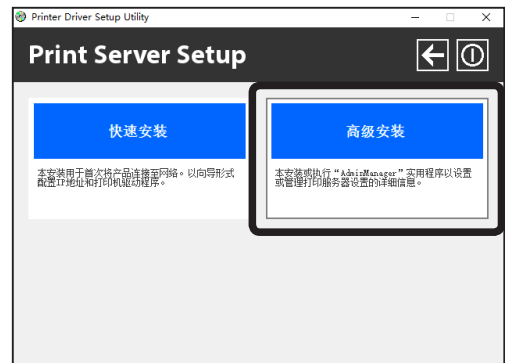 Printer Driver Setup Utility
Print Server Setup
快速安装
本安装用于首次将产品连接至网络。以向导形式
配置IP地址和打印机驱动程序。
高级安装
本安装或执行“AdminManager”实用程序以设置
或管理打印服务器设置的详细信息。